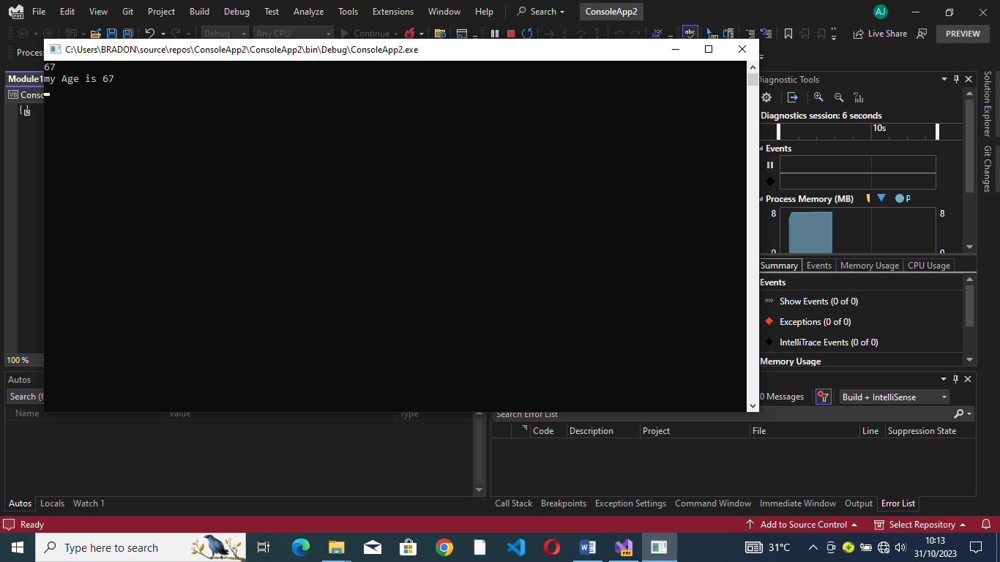 File Edit View Git Project Build Debug Test Analyze Tools Extensions Window Help Search ConsoleApp2 AJ
Debug Any CPU Continue abc Live Share PREVIEW
Proces
C:\Users\BRADON\source\repos\ConsoleApp2\ConsoleApp2\bin\Debug\ConsoleApp2.exe
67
my Age is 67
Module1
VB Conso
100 %
Diagnostic Tools
Diagnostics session: 6 seconds
10s
Events
Process Memory (MB) P
8 8
0 0
Summary Events Memory Usage CPU Usage
Events
Show Events (0 of 0)
Exceptions (0 of 0)
IntelliTrace Events (0 of 0)
Memory Usage
Solution Explorer
Git Changes
Autos
Search (C
Name Value Type
0 Messages Build + IntelliSense
Search Error List
Code Description Project File Line Suppression State
Autos Locals Watch 1
Call Stack Breakpoints Exception Settings Command Window Immediate Window Output Error List
Ready Add to Source Control Select Repository
Type here to search
PRE
31°C
10:13
31/10/2023